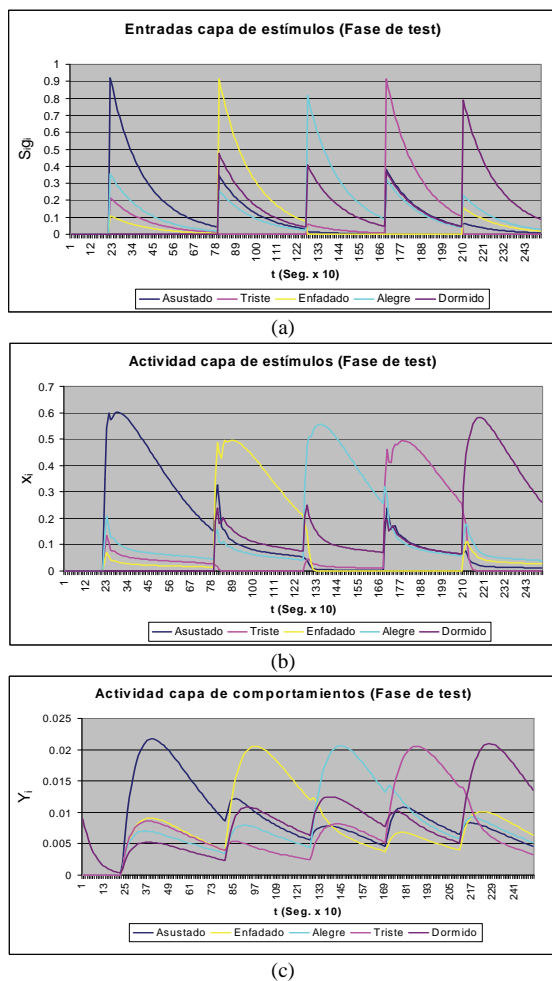 Entradas capa de estímulos (Fase de test)
1
0.9
0.8
0.7
0.6
0.5
0.4
0.3
0.2
0.1
0
Sigi
1 12 23 34 45 56 67 78 89 100 111 122 133 144 155 166 177 188 199 210 221 232 243
t (Seg. x 10)
Asustado Triste Enfadado Alegre Dormido
(a)
Actividad capa de estímulos (Fase de test)
0.7
0.6
0.5
0.4
0.3
0.2
0.1
0
xi
1 12 23 34 45 56 67 78 89 100 111 122 133 144 155 166 177 188 199 210 221 232 243
t (Seg. x 10)
Asustado Triste Enfadado Alegre Dormido
(b)
Actividad capa de comportamientos (Fase de test)
0.025
0.02
0.015
0.01
0.005
0
Yi
1 13 25 37 49 61 73 85 97 109 121 133 145 157 169 181 193 205 217 229 241
t (Seg. x 10)
Asustado Enfadado Alegre Triste Dormido
(c)